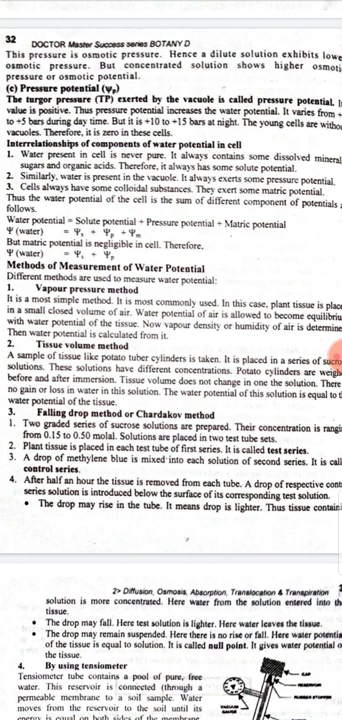 32
DOCTOR Master Success series BOTANY D
This pressure is osmotic pressure. Hence a dilute solution exhibits lowe
osmotic pressure. But concentrated solution shows higher osmoti
pressure or osmotic potential.
(c) Pressure potential (ψp)
The turgor pressure (TP) exerted by the vacuole is called pressure potential. I
value is positive. Thus pressure potential increases the water potential. It varies from +
to +5 bars during day time. But it is +10 to +15 bars at night. The young cells are withou
vacuoles. Therefore, it is zero in these cells.
Interrelationships of components of water potential in cell
1. Water present in cell is never pure. It always contains some dissolved mineral
sugars and organic acids. Therefore, it always has some solute potential.
2. Similarly, water is present in the vacuole. It always exerts some pressure potential.
3. Cells always have some colloidal substances. They exert some matric potential.
Thus the water potential of the cell is the sum of different component of potentials a
follows.
Water potential = Solute potential + Pressure potential + Matric potential
Ψ (water) = Ψs + Ψp + Ψm
But matric potential is negligible in cell. Therefore,
Ψ (water) = Ψs + Ψp
Methods of Measurement of Water Potential
Different methods are used to measure water potential:
1. Vapour pressure method
It is a most simple method. It is most commonly used. In this case, plant tissue is place
in a small closed volume of air. Water potential of air is allowed to become equilibriu
with water potential of the tissue. Now vapour density or humidity of air is determine
Then water potential is calculated from it.
2. Tissue volume method
A sample of tissue like potato tuber cylinders is taken. It is placed in a series of sucro
solutions. These solutions have different concentrations. Potato cylinders are weighe
before and after immersion. Tissue volume does not change in one the solution. There
no gain or loss in water in this solution. The water potential of this solution is equal to t
water potential of the tissue.
3. Falling drop method or Chardakov method
1. Two graded series of sucrose solutions are prepared. Their concentration is rangi
from 0.15 to 0.50 molal. Solutions are placed in two test tube sets.
2. Plant tissue is placed in each test tube of first series. It is called test series.
3. A drop of methylene blue is mixed into each solution of second series. It is call
control series.
4. After half an hour the tissue is removed from each tube. A drop of respective cont
series solution is introduced below the surface of its corresponding test solution.
• The drop may rise in the tube. It means drop is lighter. Thus tissue containi
2> Diffusion, Osmosis, Absorption, Translocation & Transpiration
solution is more concentrated. Here water from the solution entered into th
tissue.
• The drop may fall. Here test solution is lighter. Here water leaves the tissue.
• The drop may remain suspended. Here there is no rise or fall. Here water potentia
of the tissue is equal to solution. It is called null point. It gives water potential o
the tissue.
4. By using tensiometer
Tensiometer tube contains a pool of pure, free
water. This reservoir is connected (through a
permeable membrane to a soil sample. Water
moves from the reservoir to the soil until its
energy is equal on both sides of the membrane
CAP
RESERVOIR
RUBBER STOPPER
VACUUM
GAUGE